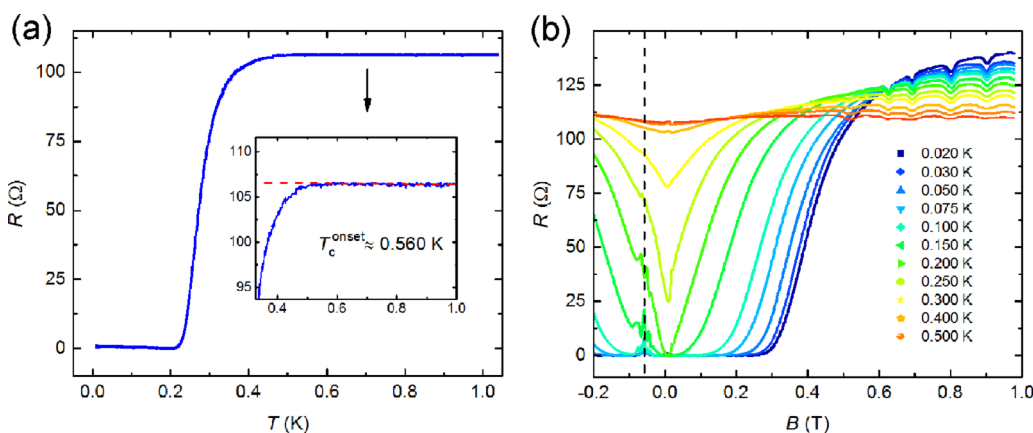 (a)
100
75
50
25
0
R (Ω)
0.0 0.2 0.4 0.6 0.8 1.0
T (K)
110
105
100
95
0.4 0.6 0.8 1.0
T_c^onset ≈ 0.560 K
(b)
125
100
75
50
25
0
R (Ω)
-0.2 0.0 0.2 0.4 0.6 0.8 1.0
B (T)
0.020 K
0.030 K
0.050 K
0.075 K
0.100 K
0.150 K
0.200 K
0.250 K
0.300 K
0.400 K
0.500 K